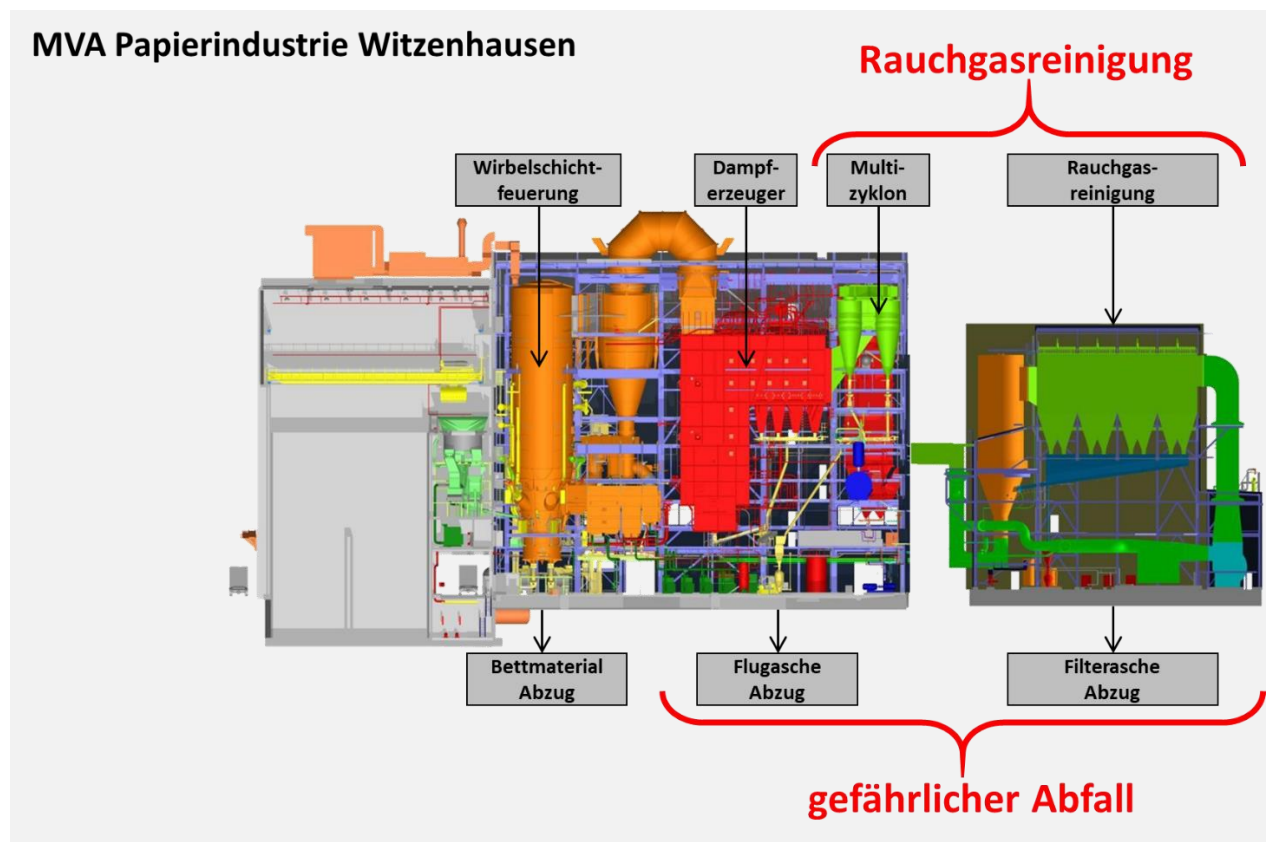 MVA Papierindustrie Witzenhausen
Rauchgasreinigung
Wirbelschicht-
feuerung
Dampf-
erzeuger
Multi-
zyklon
Rauchgas-
reinigung
Bettmaterial
Abzug
Flugasche
Abzug
Filterasche
Abzug
gefährlicher Abfall